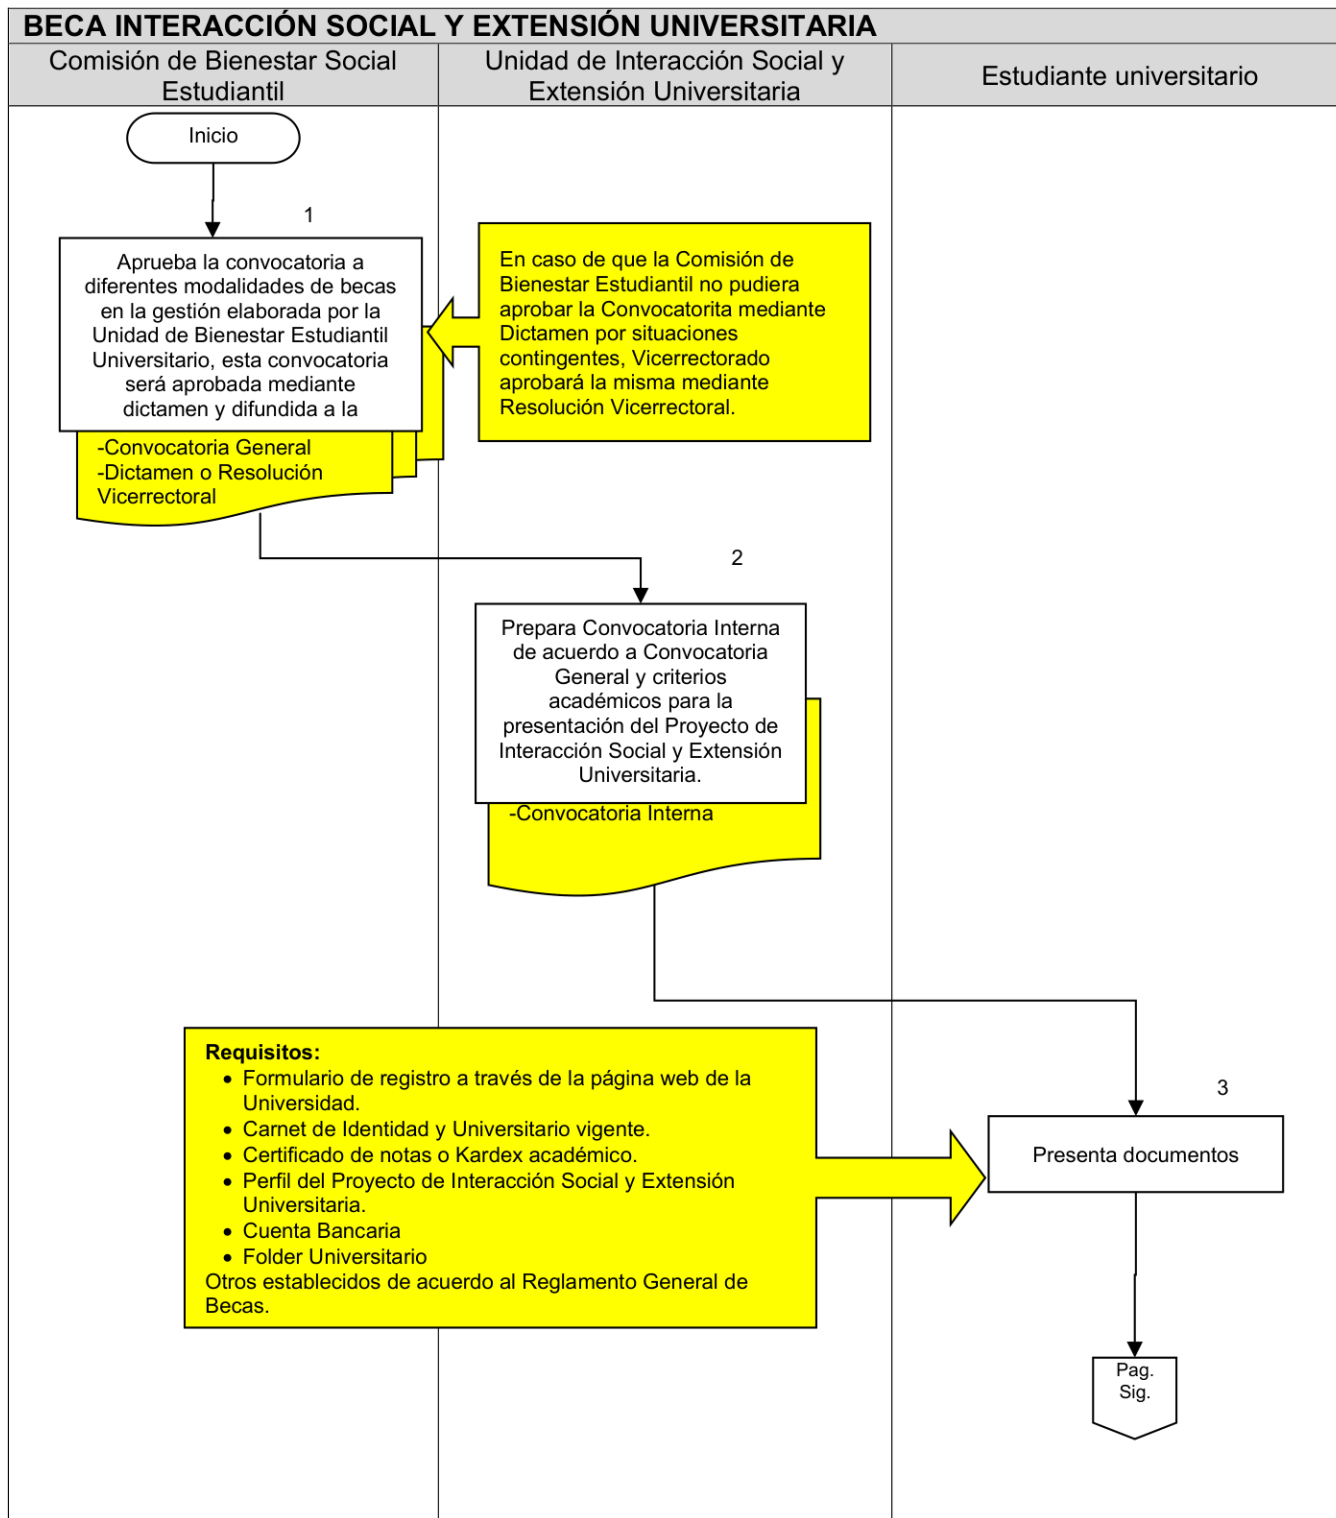 BECA INTERACCIÓN SOCIAL Y EXTENSIÓN UNIVERSITARIA
Comisión de Bienestar Social
Estudiantil
Unidad de Interacción Social y
Extensión Universitaria
Estudiante universitario
Inicio
1
Aprueba la convocatoria a
diferentes modalidades de becas
en la gestión elaborada por la
Unidad de Bienestar Estudiantil
Universitario, esta convocatoria
será aprobada mediante
dictamen y difundida a la
-Convocatoria General
-Dictamen o Resolución
Vicerrectoral
En caso de que la Comisión de
Bienestar Estudiantil no pudiera
aprobar la Convocatorita mediante
Dictamen por situaciones
contingentes, Vicerrectorado
aprobará la misma mediante
Resolución Vicerrectoral.
2
Prepara Convocatoria Interna
de acuerdo a Convocatoria
General y criterios
académicos para la
presentación del Proyecto de
Interacción Social y Extensión
Universitaria.
-Convocatoria Interna
Requisitos:
• Formulario de registro a través de la página web de la
Universidad.
• Carnet de Identidad y Universitario vigente.
• Certificado de notas o Kardex académico.
• Perfil del Proyecto de Interacción Social y Extensión
Universitaria.
• Cuenta Bancaria
• Folder Universitario
Otros establecidos de acuerdo al Reglamento General de
Becas.
3
Presenta documentos
Pag.
Sig.